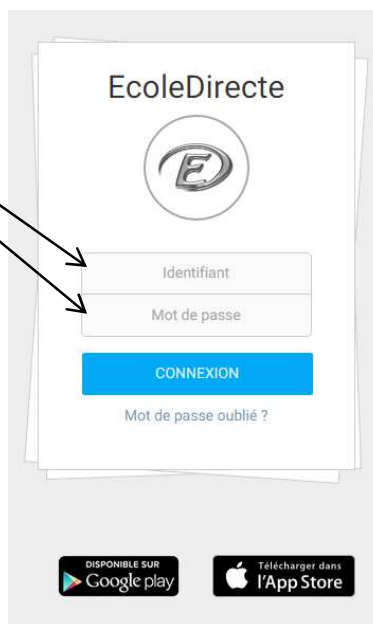 EcoleDirecte
E
Identifiant
Mot de passe
CONNEXION
Mot de passe oublié ?
DISPONIBLE SUR
Google play
Télécharger dans
l'App Store